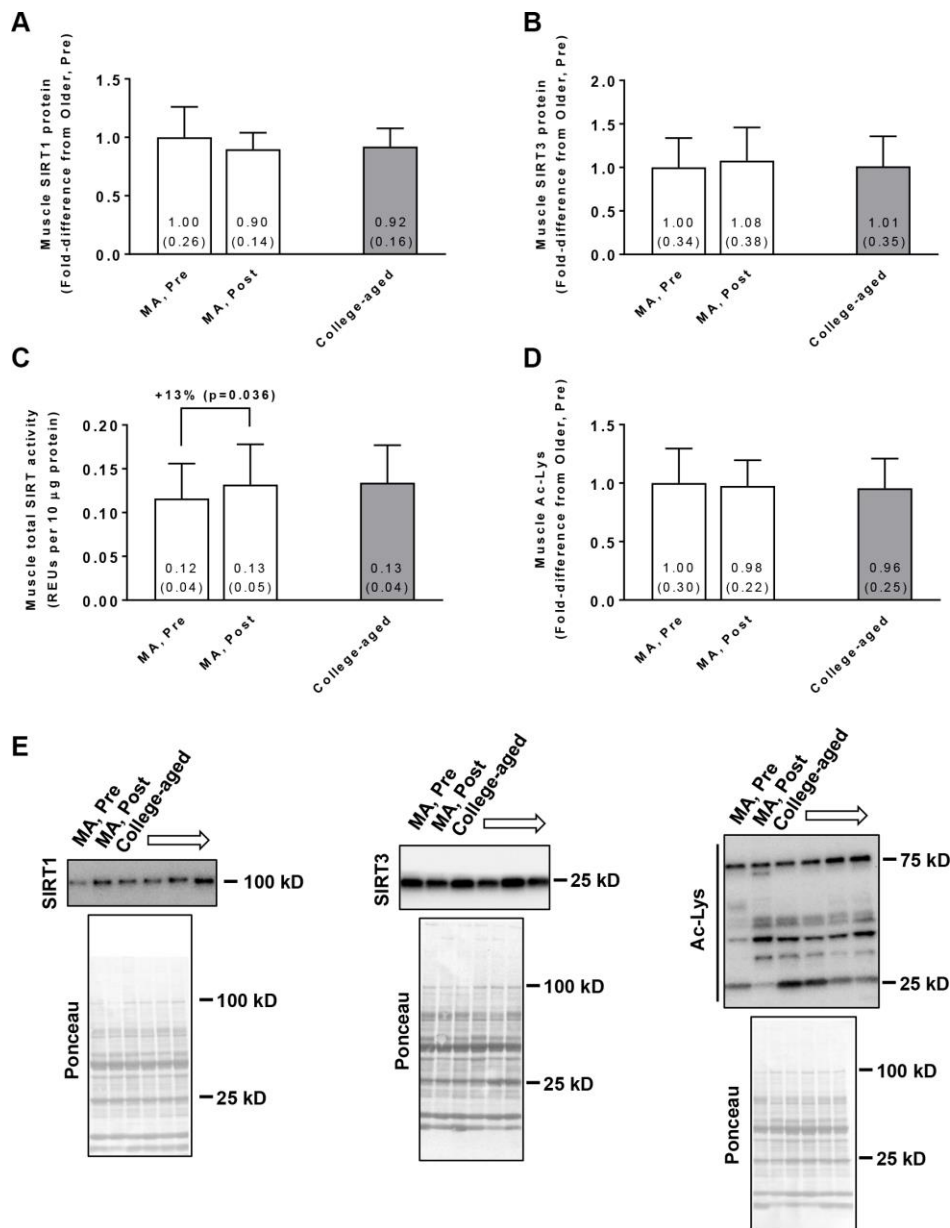 A
Muscle SIRT1 protein
(Fold-difference from Older, Pre)
1.5
1.0
0.5
0.0
1.00
(0.26)
0.90
(0.14)
0.92
(0.16)
MA, Pre
MA, Post
College-aged
B
Muscle SIRT3 protein
(Fold-difference from Older, Pre)
2.0
1.5
1.0
0.5
0.0
1.00
(0.34)
1.08
(0.38)
1.01
(0.35)
MA, Pre
MA, Post
College-aged
C
Muscle total SIRT activity
(REUs per 10 µg protein)
+13% (p=0.036)
0.20
0.15
0.10
0.05
0.00
0.12
(0.04)
0.13
(0.05)
0.13
(0.04)
MA, Pre
MA, Post
College-aged
D
Muscle Ac-Lys
(Fold-difference from Older, Pre)
1.5
1.0
0.5
0.0
1.00
(0.30)
0.98
(0.22)
0.96
(0.25)
MA, Pre
MA, Post
College-aged
E
MA, Pre
MA, Post
College-aged
SIRT1
100 kD
Ponceau
100 kD
25 kD
MA, Pre
MA, Post
College-aged
SIRT3
25 kD
Ponceau
100 kD
25 kD
MA, Pre
MA, Post
College-aged
Ac-Lys
75 kD
25 kD
Ponceau
100 kD
25 kD